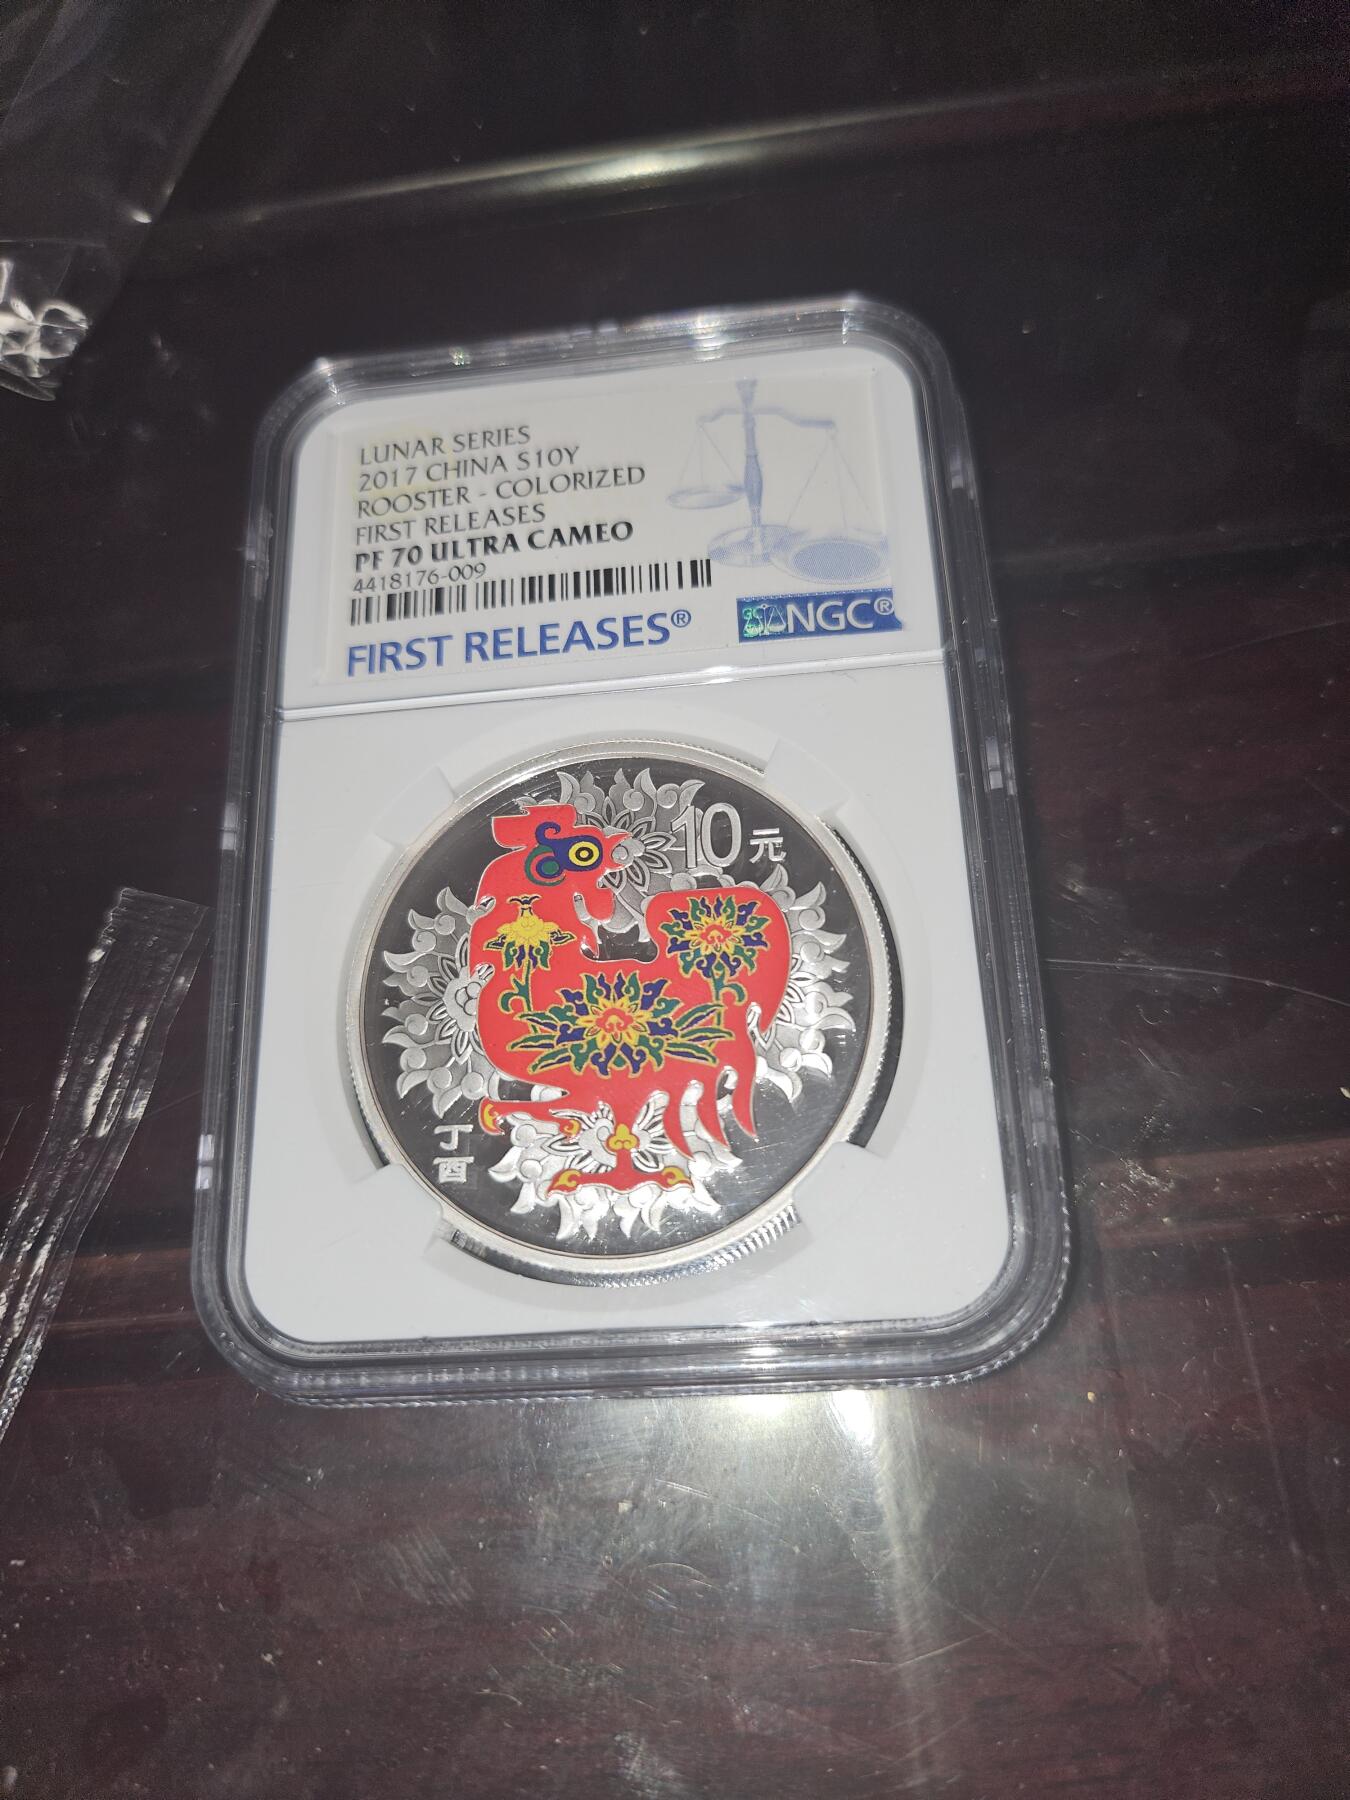 LUNAR SERIES
2017 CHINA S10Y
ROOSTER - COLORIZED
FIRST RELEASES
PF 70 ULTRA CAMEO
4418176-009
FIRST RELEASES®
NGC®
10元
丁酉